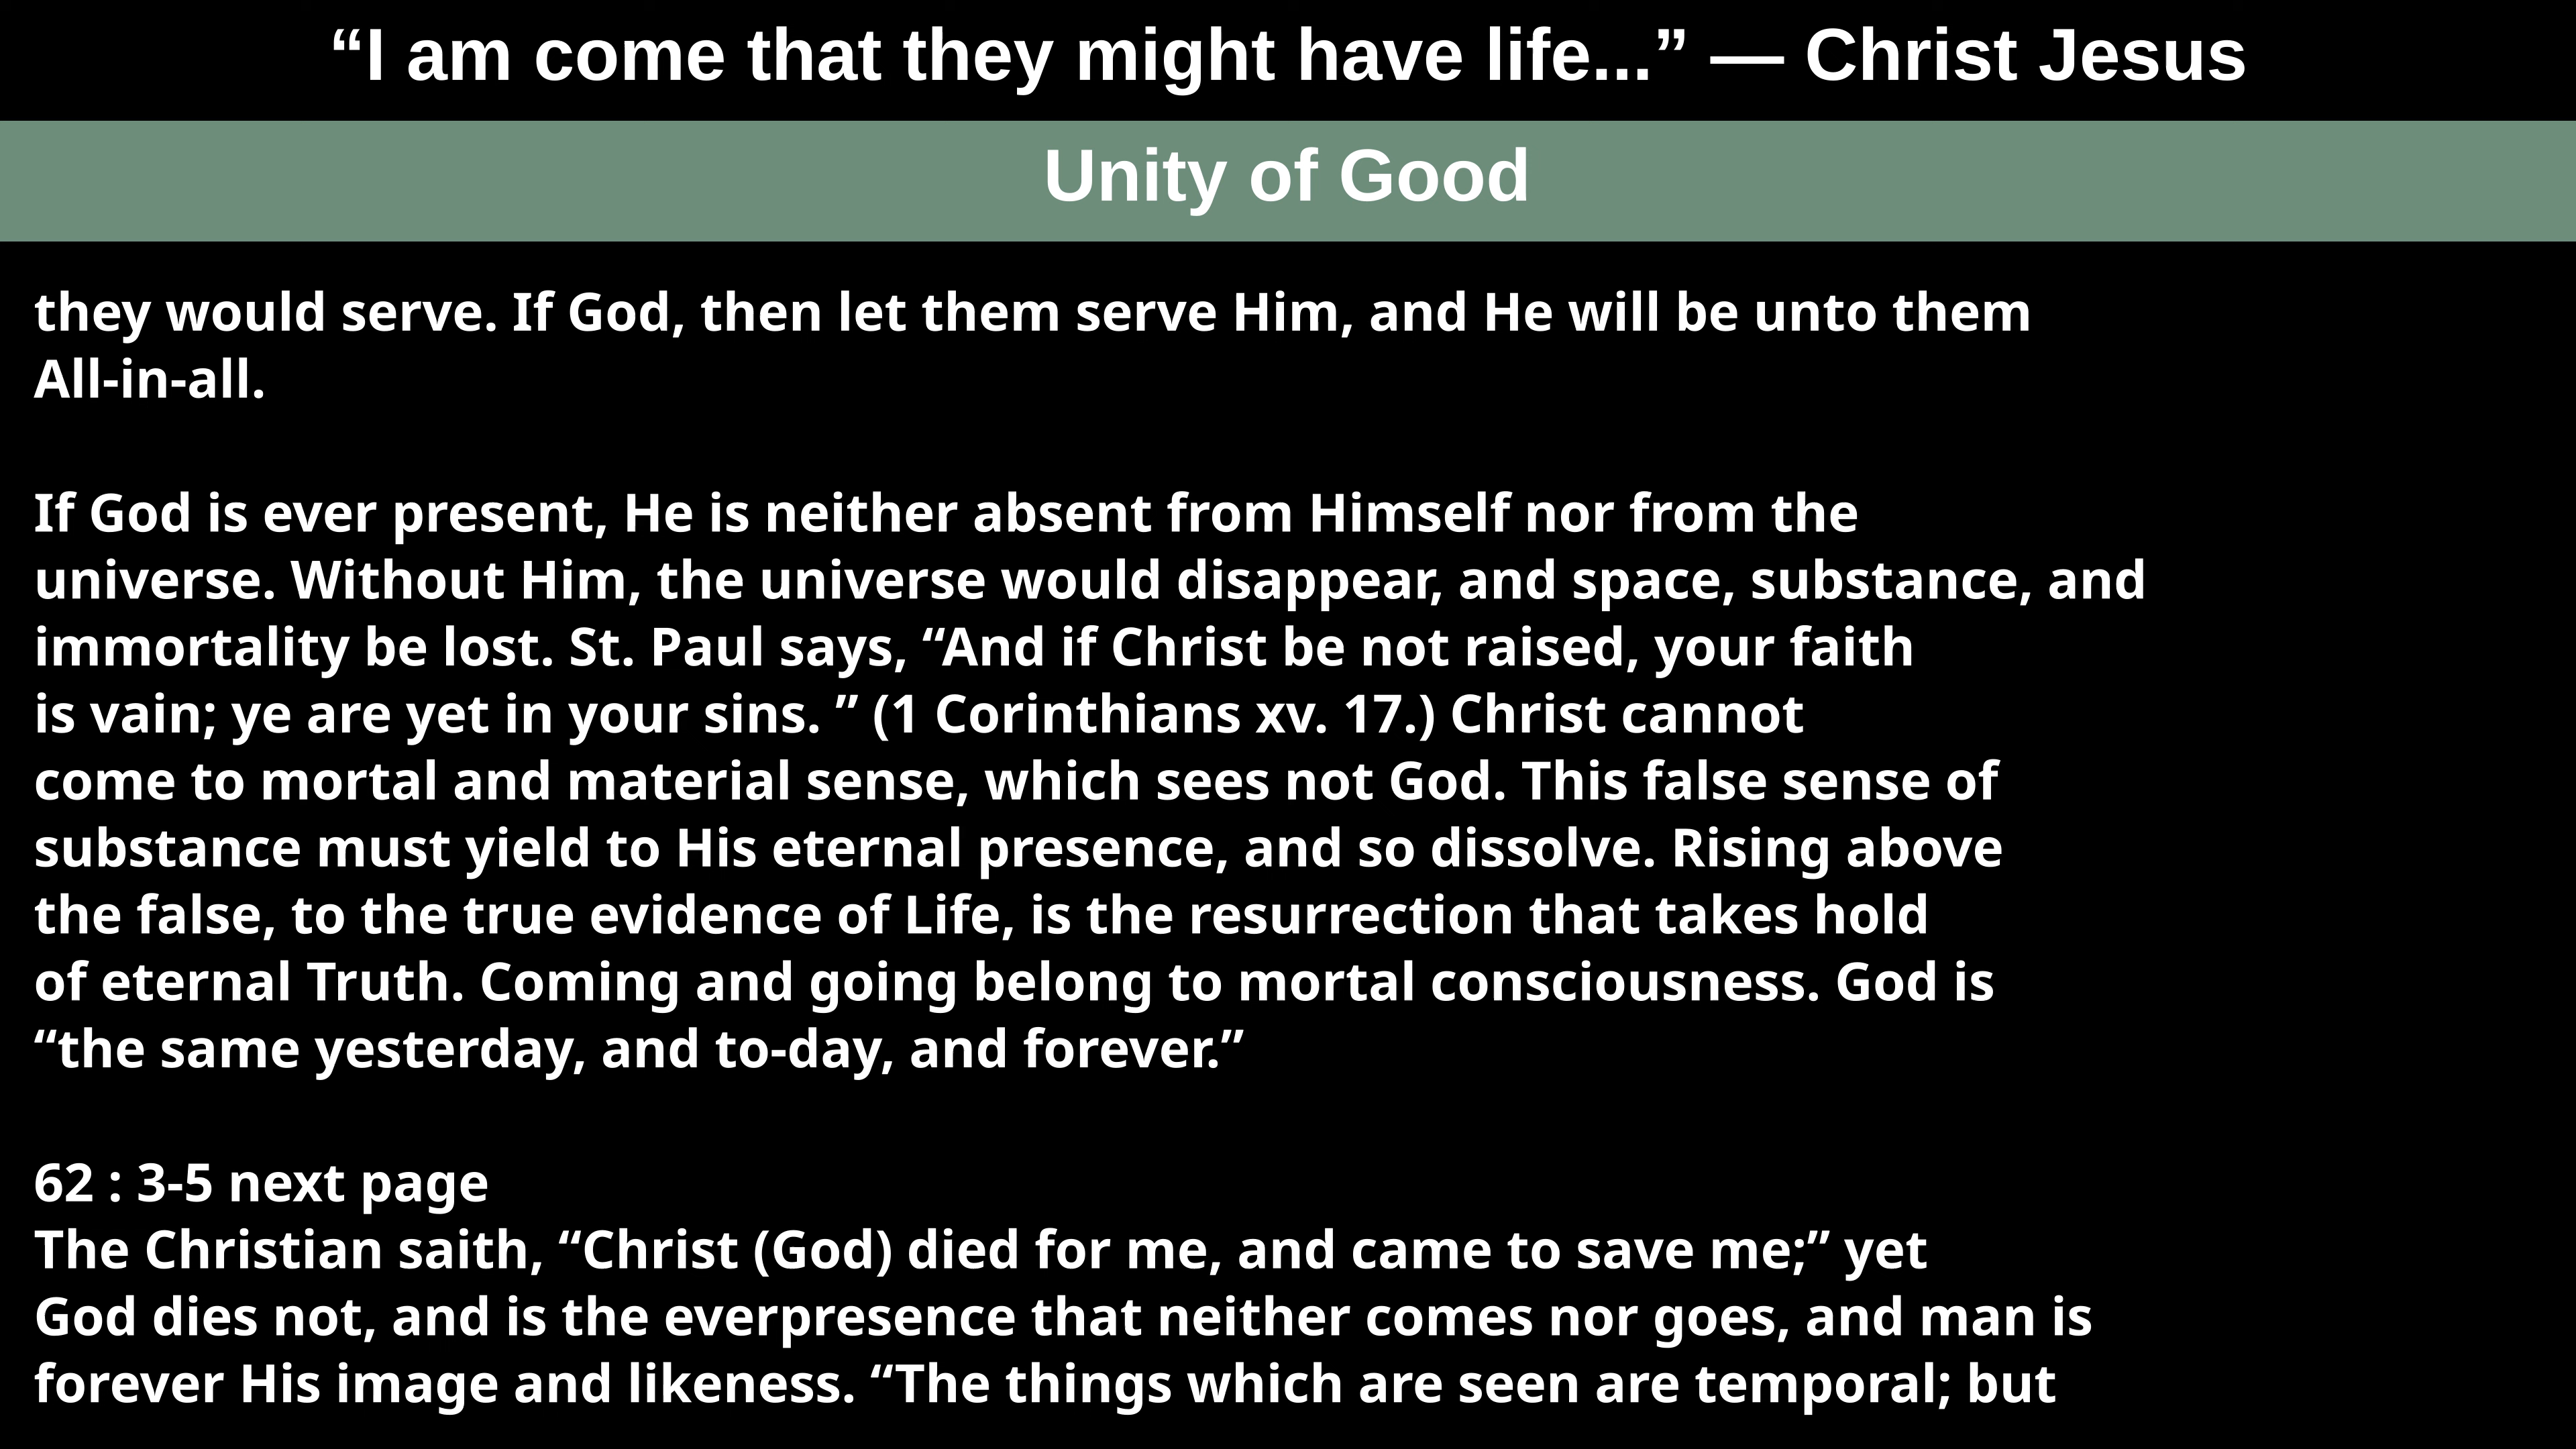 “I am come that they might have life...” — Christ Jesus
Unity of Good
they would serve. If God, then let them serve Him, and He will be unto them
All-in-all.
If God is ever present, He is neither absent from Himself nor from the
universe. Without Him, the universe would disappear, and space, substance, and
immortality be lost. St. Paul says, “And if Christ be not raised, your faith
is vain; ye are yet in your sins. ” (1 Corinthians xv. 17.) Christ cannot
come to mortal and material sense, which sees not God. This false sense of
substance must yield to His eternal presence, and so dissolve. Rising above
the false, to the true evidence of Life, is the resurrection that takes hold
of eternal Truth. Coming and going belong to mortal consciousness. God is
“the same yesterday, and to-day, and forever.”
62 : 3-5 next page
The Christian saith, “Christ (God) died for me, and came to save me;” yet
God dies not, and is the everpresence that neither comes nor goes, and man is
forever His image and likeness. “The things which are seen are temporal; but